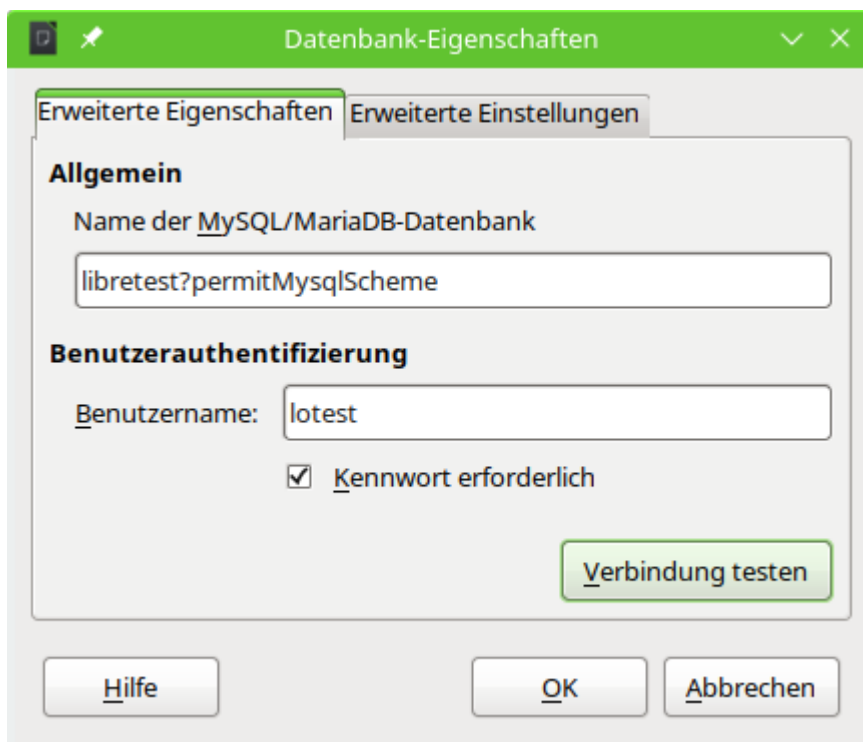 Datenbank-Eigenschaften
Erweiterte Eigenschaften Erweiterte Einstellungen
Allgemein
Name der MySQL/MariaDB-Datenbank
libretest?permitMysqlScheme
Benutzerauthentifizierung
Benutzername: lotest
Kennwort erforderlich
Verbindung testen
Hilfe OK Abbrechen